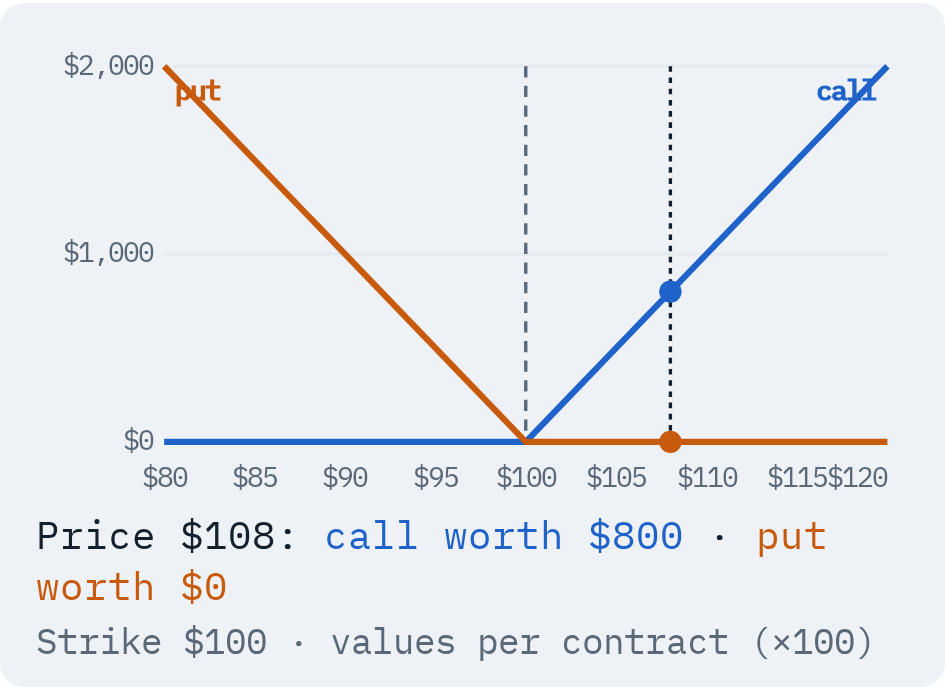 $2,000
put
call
$1,000
$0
$80 $85 $90 $95 $100 $105 $110 $115 $120
Price $108: call worth $800 · put
worth $0
Strike $100 · values per contract (×100)